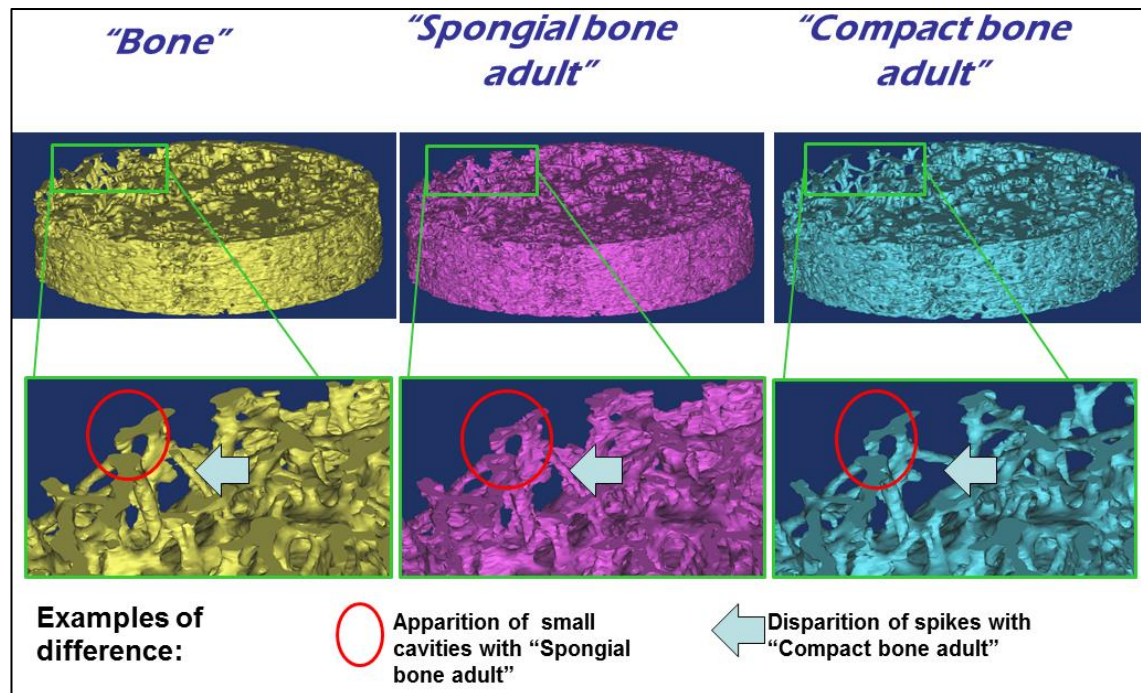 “Bone”
“Spongial bone
adult”
“Compact bone
adult”
Examples of
difference:
Apparition of small
cavities with “Spongial
bone adult”
Disparition of spikes with
“Compact bone adult”